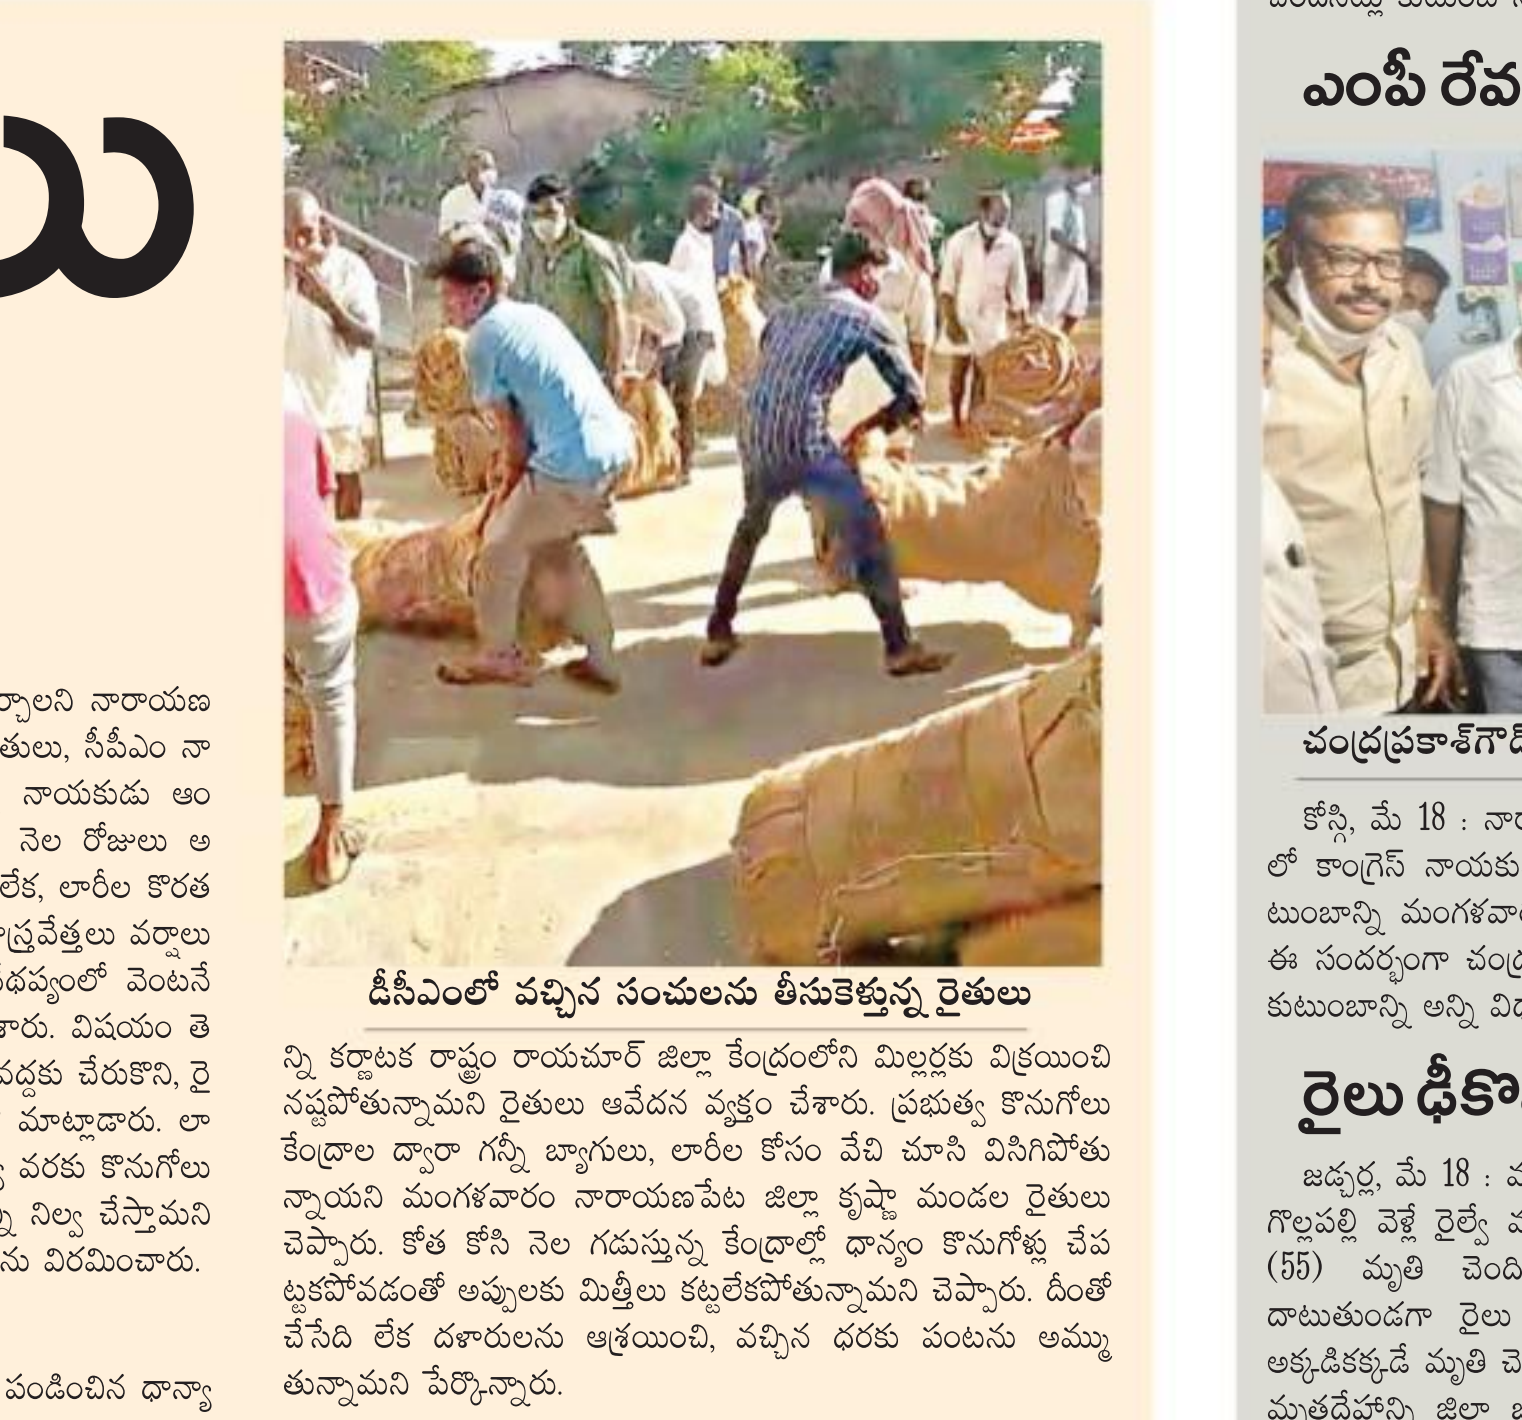 యి
ర్చాలని నారాయణ
తులు, సీపీఎం నా
నాయకుడు ఆం
నెల రోజులు అ
లేక, లారీల కొరత
స్త్రవేత్తలు వర్షాలు
వెంటనే
శారు. విషయం తె
వద్దకు చేరుకొని, రై
మాట్లాడారు. లా
వరకు కొనుగోలు
నిల్వ చేస్తామని
ను విరమించారు.
పండించిన ధాన్యా
డీసీఎంలో వచ్చిన సంచులను తీసుకెళ్తున్న రైతులు
న్ని కర్ణాటక రాష్ట్రం రాయచూర్ జిల్లా కేంద్రంలోని మిల్లర్లకు విక్రయించి
నష్టపోతున్నామని రైతులు ఆవేదన వ్యక్తం చేశారు. ప్రభుత్వ కొనుగోలు
కేంద్రాల ద్వారా గన్నీ బ్యాగులు, లారీల కోసం వేచి చూసి విసిగిపోతు
న్నాయని మంగళవారం నారాయణపేట జిల్లా కృష్ణా మండల రైతులు
చెప్పారు. కోత కోసి నెల గడుస్తున్న కేంద్రాల్లో ధాన్యం కొనుగోళ్లు చేప
ట్టకపోవడంతో అప్పులకు మిత్తీలు కట్టలేకపోతున్నామని చెప్పారు. దీంతో
చేసేది లేక దళారులను ఆశ్రయించి, వచ్చిన ధరకు పంటను అమ్ము
తున్నామని పేర్కొన్నారు.
ఎంపీ రేవ
చంద్రప్రకాశ్‌గౌడ్
కోస్గి, మే 18 : నార
లో కాంగ్రెస్ నాయకు
టుంబాన్ని మంగళవా
ఈ సందర్భంగా చంద్ర
కుటుంబాన్ని అన్ని విధ
రైలు ఢీకొ
జడ్చర్ల, మే 18 : మ
గొల్లపల్లి వెళ్లే రైల్వే
(55) మృతి చెంది
దాటుతుండగా రైలు
అక్కడికక్కడే మృతి చె
మృతదేహాన్ని జిల్లా